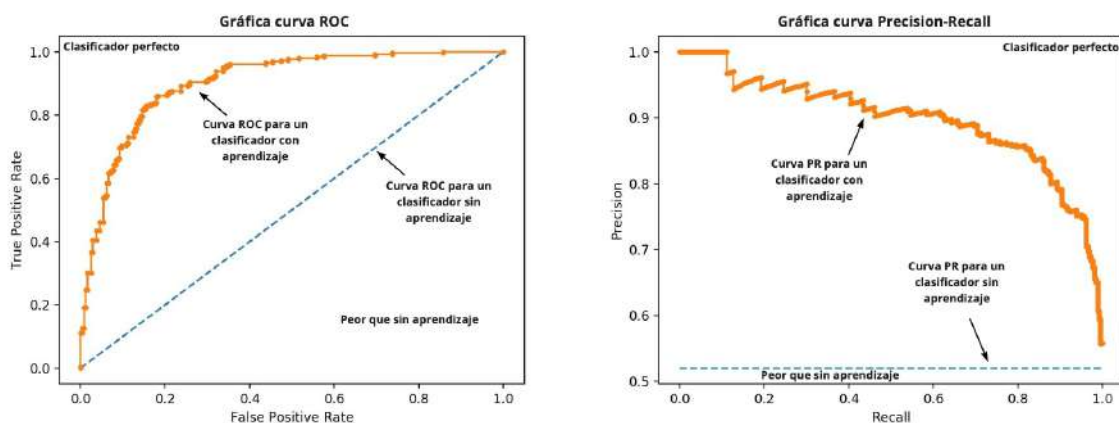 Gráfica curva ROC
Clasificador perfecto
Curva ROC para un
clasificador con
aprendizaje
Curva ROC para un
clasificador sin
aprendizaje
Peor que sin aprendizaje
True Positive Rate
1.0
0.8
0.6
0.4
0.2
0.0
0.0 0.2 0.4 0.6 0.8 1.0
False Positive Rate
Gráfica curva Precision-Recall
Clasificador perfecto
Curva PR para un
clasificador con
aprendizaje
Curva PR para un
clasificador sin
aprendizaje
Peor que sin aprendizaje
Precision
1.0
0.9
0.8
0.7
0.6
0.5
0.0 0.2 0.4 0.6 0.8 1.0
Recall